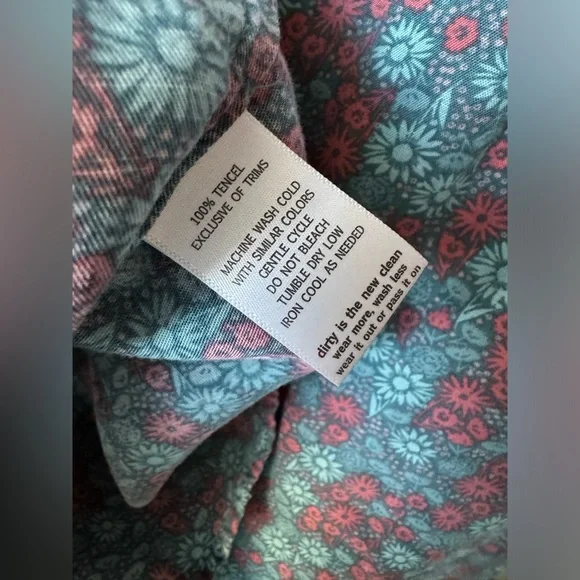 100% TENCEL
EXCLUSIVE OF TRIMS
MACHINE WASH COLD
WITH SIMILAR COLORS
GENTLE CYCLE
DO NOT BLEACH
TUMBLE DRY LOW
IRON COOL AS NEEDED
dirty is the new clean
wear more, wash less
wear it out or pass it on